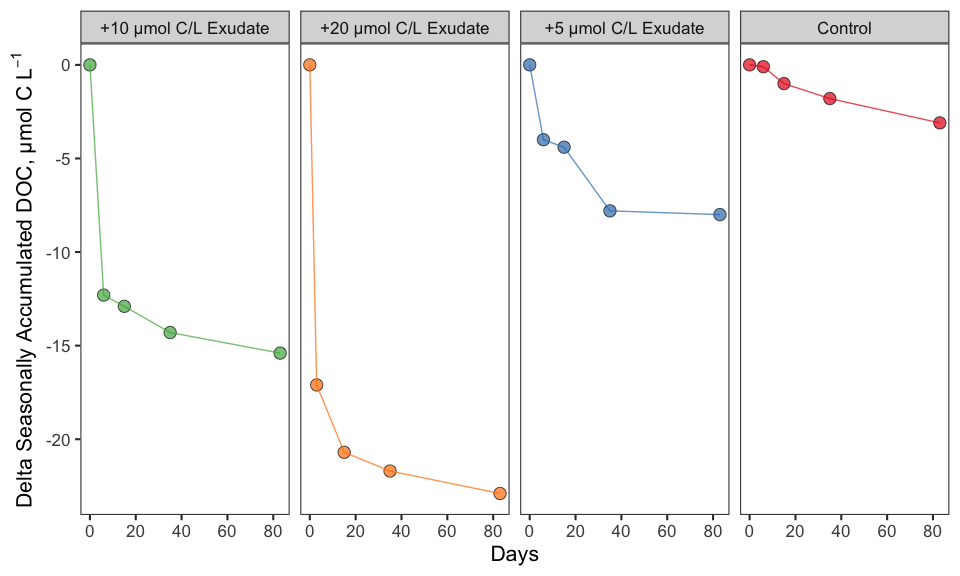 +10 μmol C/L Exudate
+20 μmol C/L Exudate
+5 μmol C/L Exudate
Control
Delta Seasonally Accumulated DOC, μmol C L⁻¹
0
-5
-10
-15
-20
0 20 40 60 80
0 20 40 60 80
0 20 40 60 80
0 20 40 60 80
Days